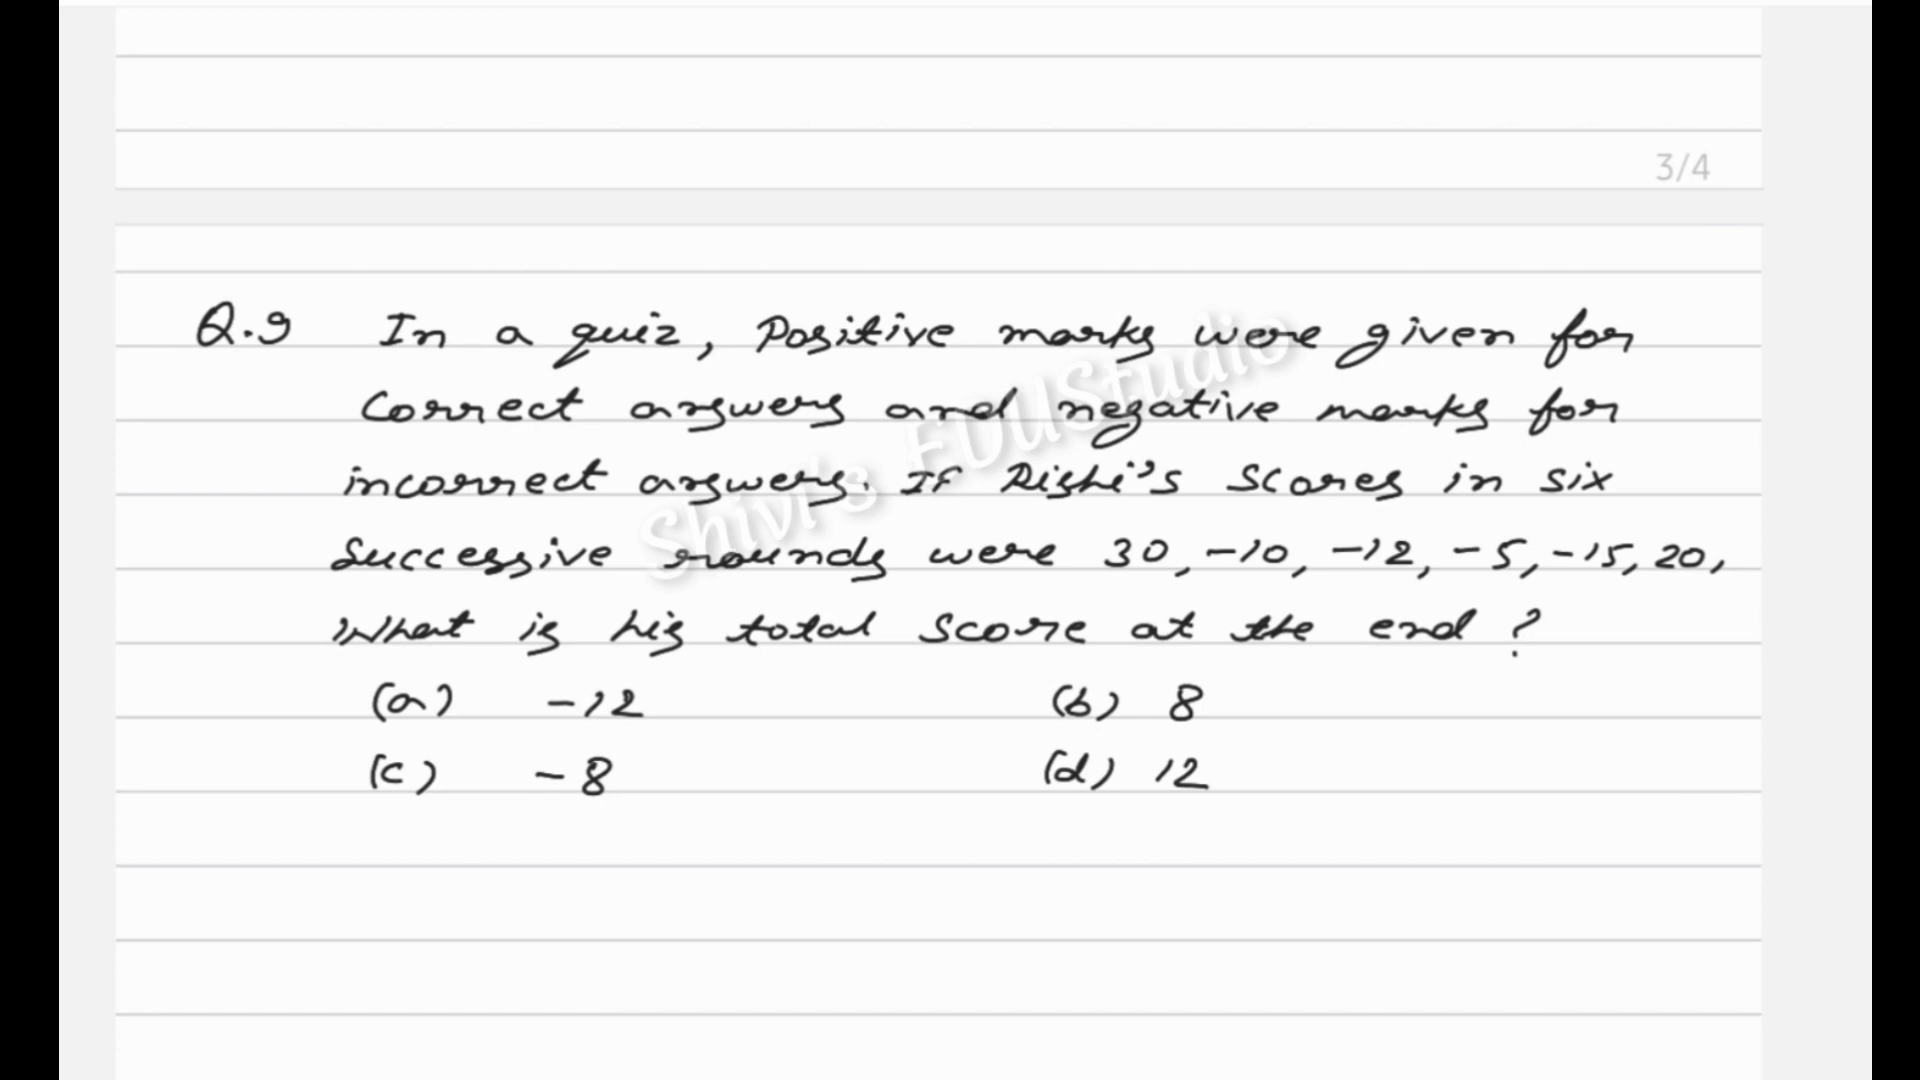 3/4
Q.9 In a quiz, Positive marks were given for
Correct answers and negative marks for
incorrect answers. If Rishi's Scores in six
Successive rounds were 30, -10, -12, -5, -15, 20,
What is his total Score at the end ?
(a) -12 (b) 8
(c) -8 (d) 12
Shivi's EDUStudio